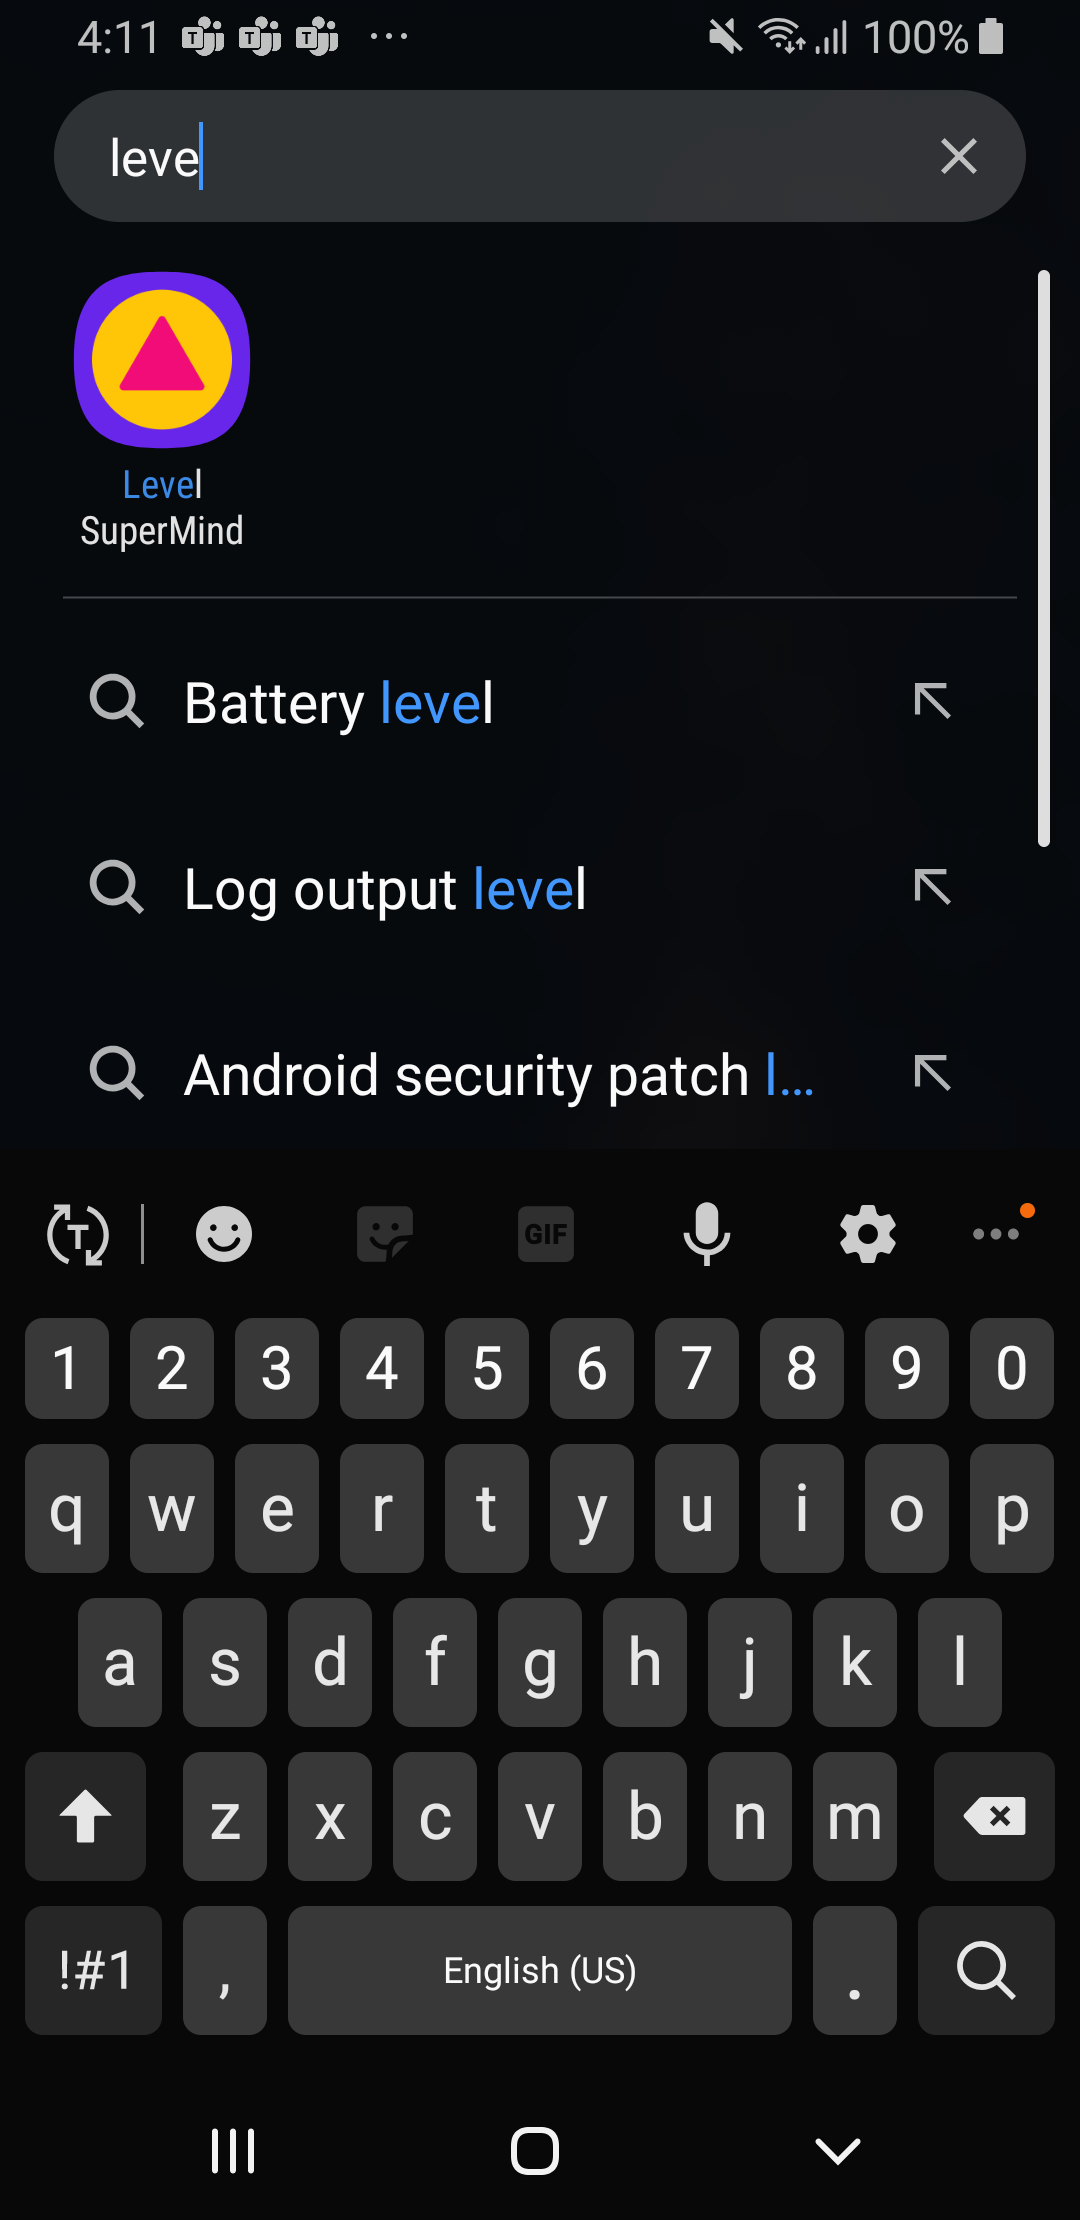 4:11 T T T ... 100%
leve
Level
SuperMind
Battery level
Log output level
Android security patch l...
T GIF ...
1 2 3 4 5 6 7 8 9 0
q w e r t y u i o p
a s d f g h j k l
z x c v b n m
!#1 , English (US) .